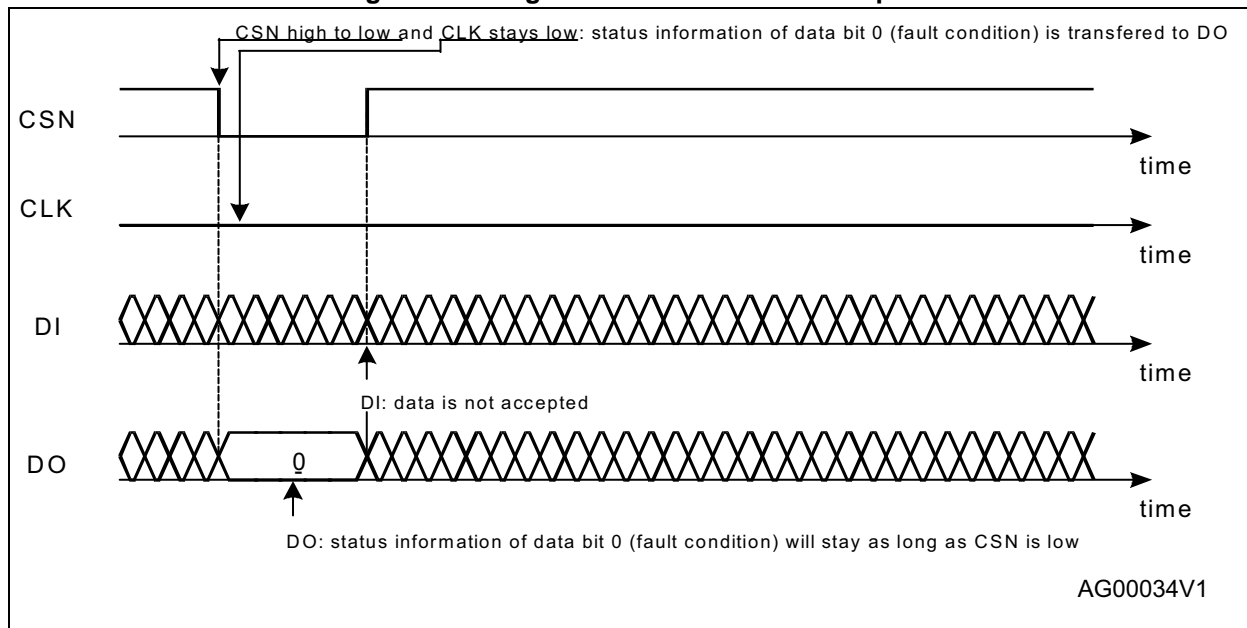 CSN high to low and CLK stays low: status information of data bit 0 (fault condition) is transfered to DO
CSN
time
CLK
time
DI
time
DI: data is not accepted
DO
0
time
DO: status information of data bit 0 (fault condition) will stay as long as CSN is low
AG00034V1